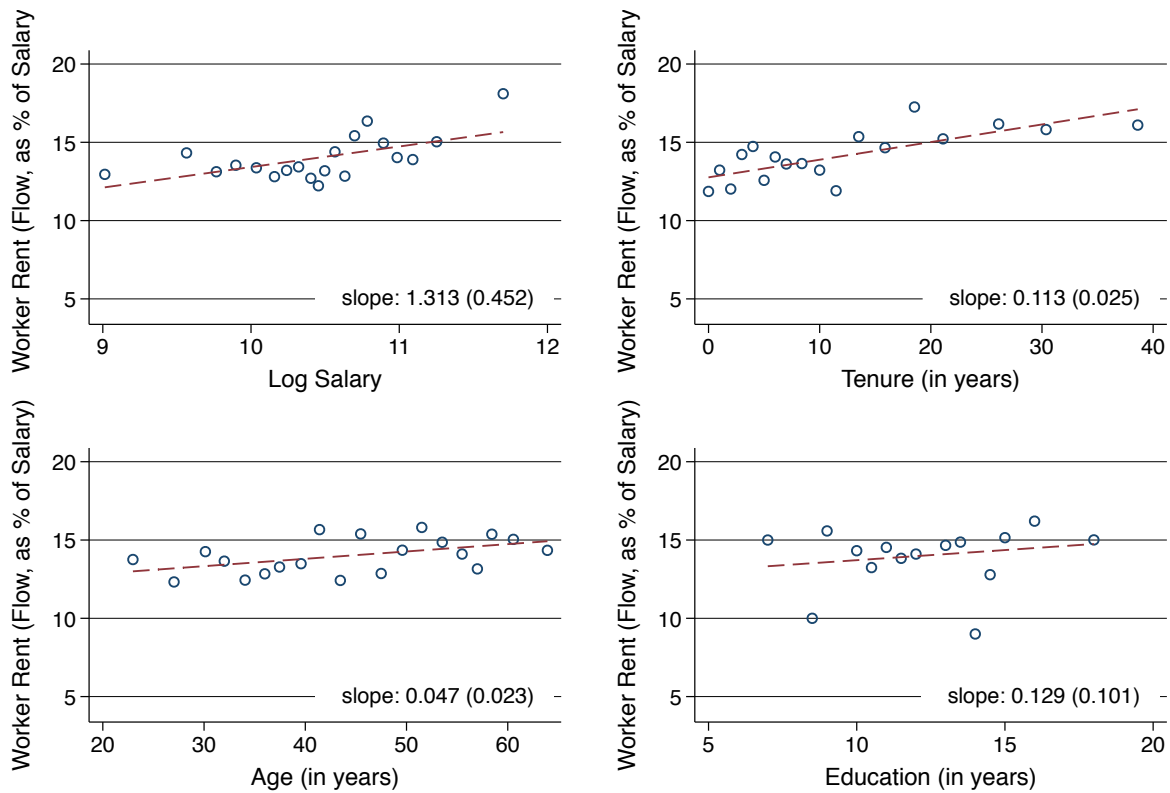 Worker Rent (Flow, as % of Salary
20
15
10
5
slope: 1.313 (0.452)
9 10 11 12
Log Salary
Worker Rent (Flow, as % of Salary
20
15
10
5
slope: 0.113 (0.025)
0 10 20 30 40
Tenure (in years)
Worker Rent (Flow, as % of Salary)
20
15
10
5
slope: 0.047 (0.023)
20 30 40 50 60
Age (in years)
Worker Rent (Flow, as % of Salary)
20
15
10
5
slope: 0.129 (0.101)
5 10 15 20
Education (in years)